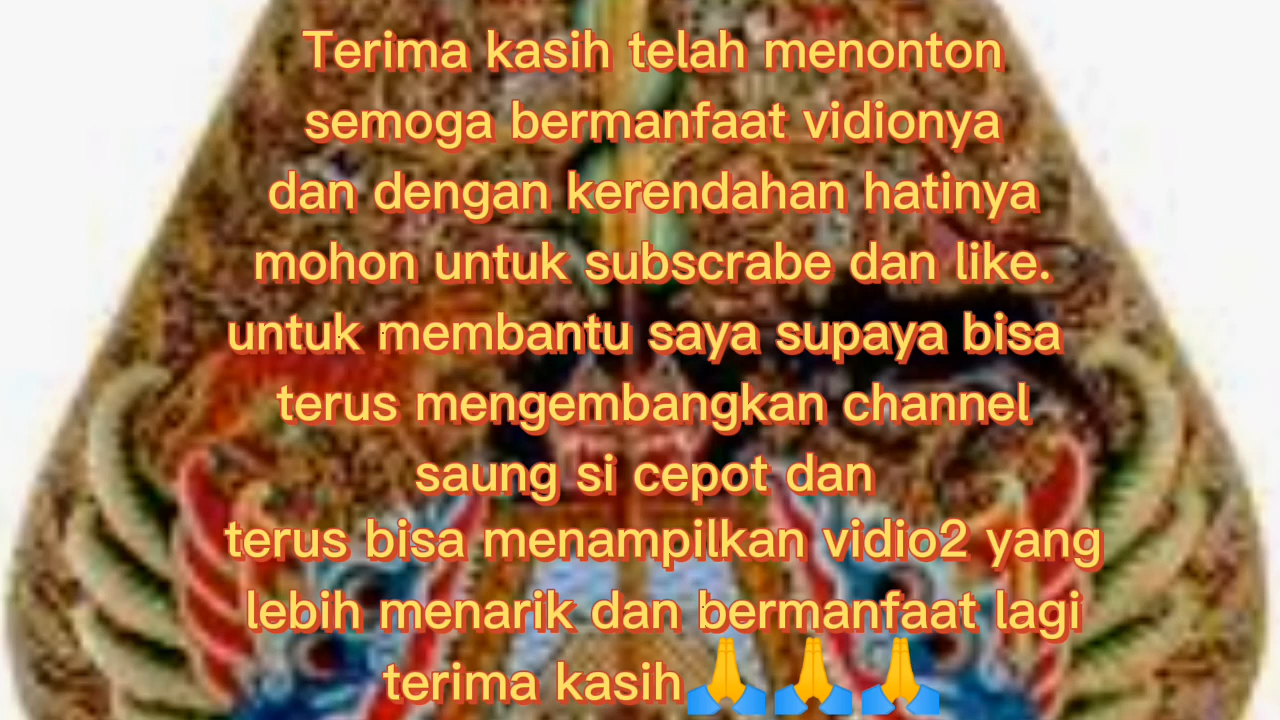 Terima kasih telah menonton
semoga bermanfaat vidionya
dan dengan kerendahan hatinya
mohon untuk subscrabe dan like.
untuk membantu saya supaya bisa
terus mengembangkan channel
saung si cepot dan
terus bisa menampilkan vidio2 yang
lebih menarik dan bermanfaat lagi
terima kasih🙏🙏🙏